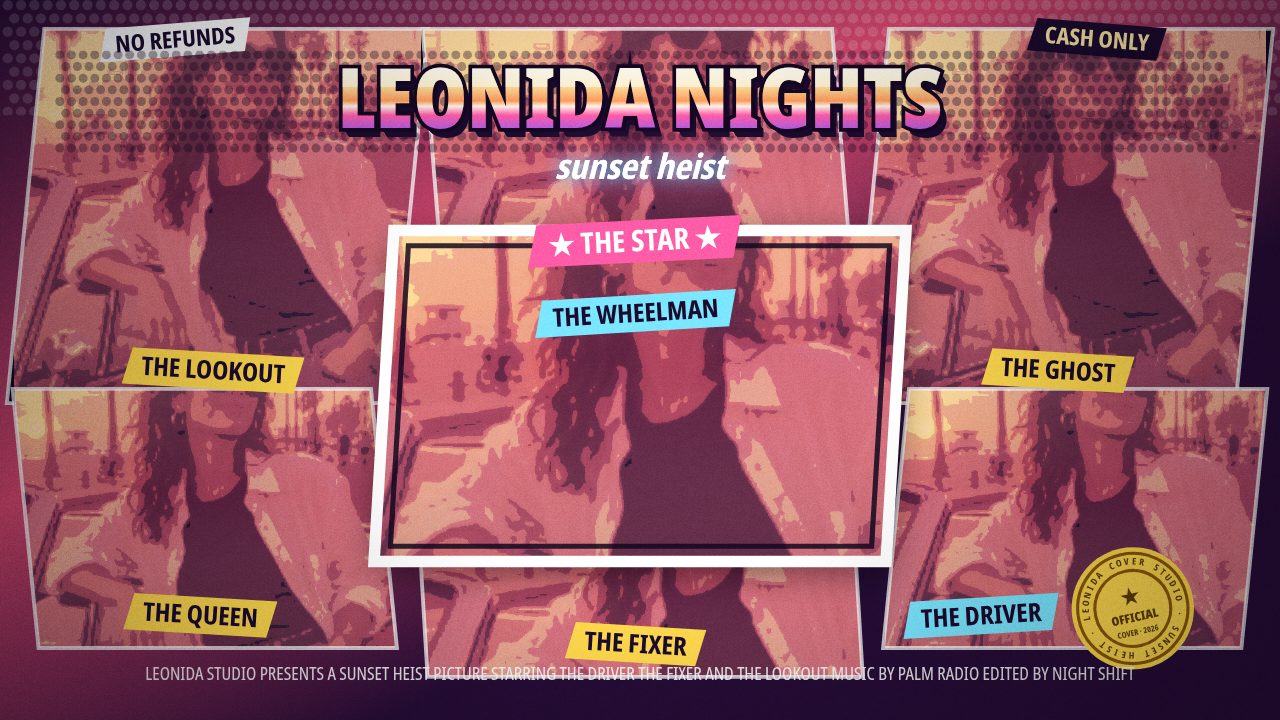 NO REFUNDS
CASH ONLY
LEONIDA NIGHTS
sunset heist
★ THE STAR ★
THE WHEELMAN
THE LOOKOUT
THE GHOST
THE QUEEN
THE FIXER
THE DRIVER
LEONIDA COVER STUDIO · SUNSET HEIST ·
★
OFFICIAL
COVER · 2026
LEONIDA STUDIO PRESENTS A SUNSET HEIST PICTURE STARRING THE DRIVER THE FIXER AND THE LOOKOUT MUSIC BY PALM RADIO EDITED BY NIGHT SHIFT